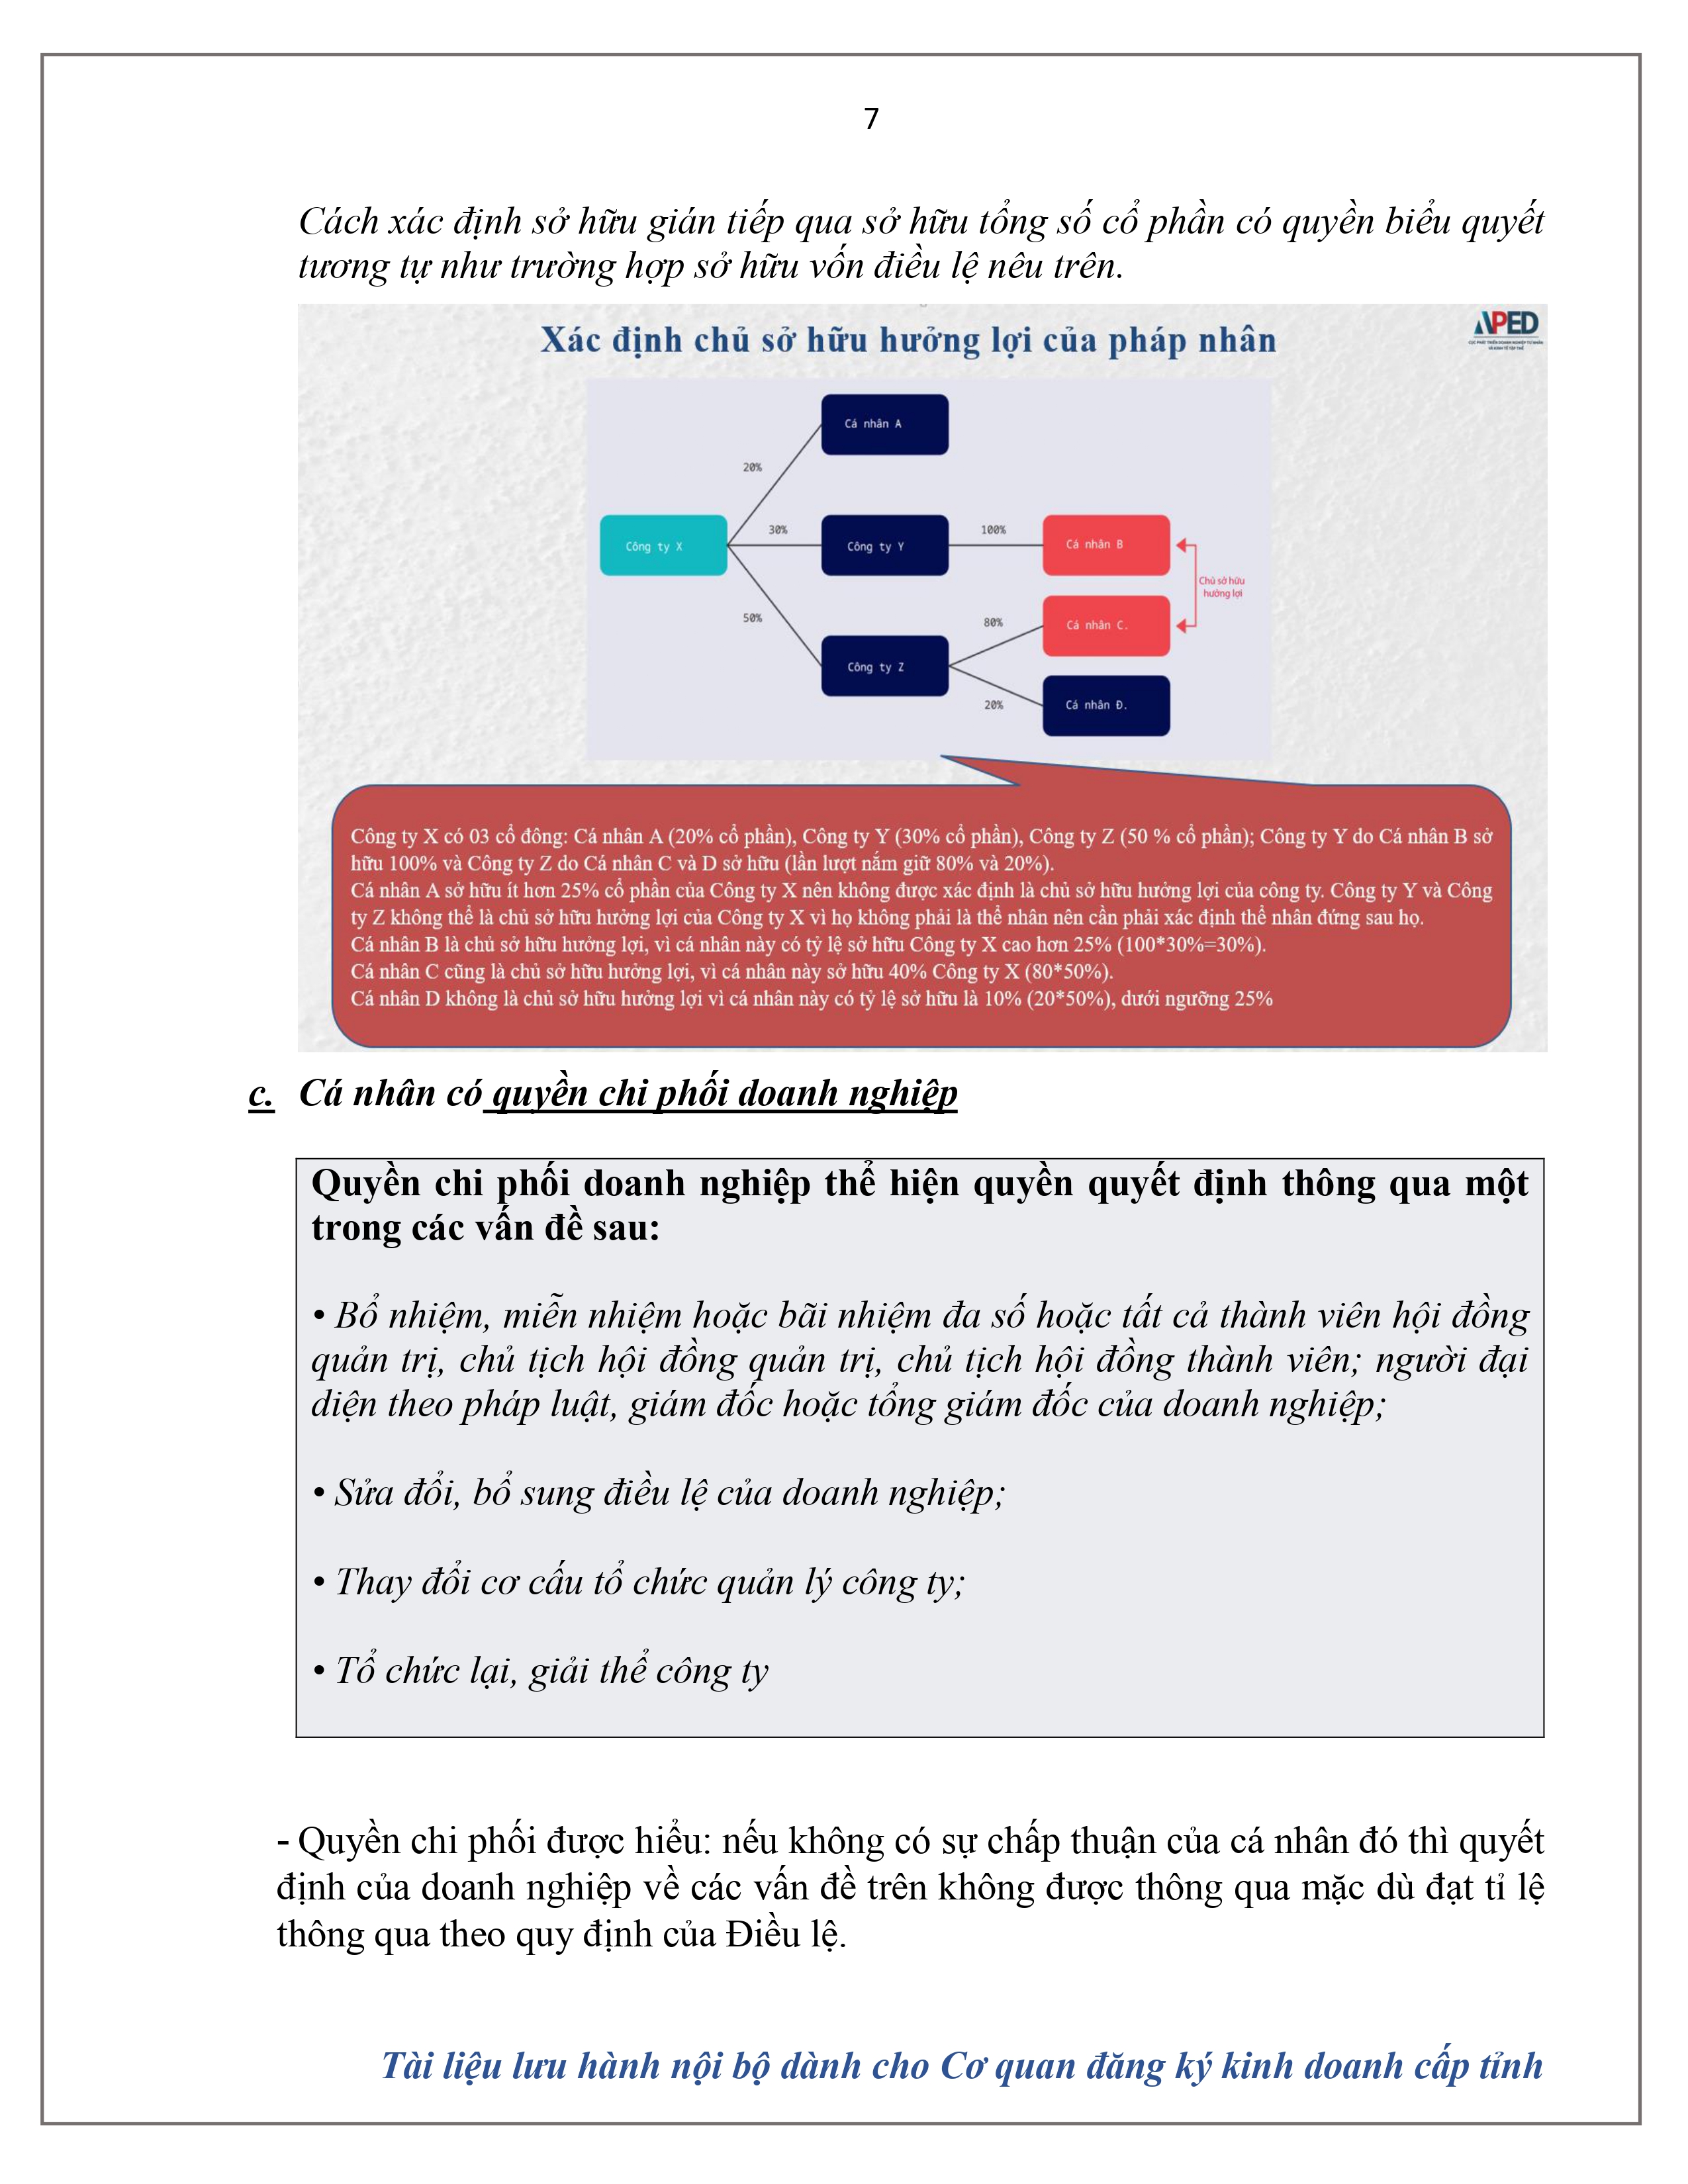 7
Cách xác định sở hữu gián tiếp qua sở hữu tổng số cổ phần có quyền biểu quyết
tương tự như trường hợp sở hữu vốn điều lệ nêu trên.
Xác định chủ sở hữu hưởng lợi của pháp nhân
APED
CỤC PHÁT TRIỂN DOANH NGHIỆP TƯ NHÂN
VÀ KINH TẾ TẬP THỂ
Cá nhân A
20%
Công ty X
30%
Công ty Y
100%
Cá nhân B
Chủ sở hữu
hưởng lợi
50%
Công ty Z
80%
Cá nhân C.
20%
Cá nhân Đ.
Công ty X có 03 cổ đông: Cá nhân A (20% cổ phần), Công ty Y (30% cổ phần), Công ty Z (50 % cổ phần); Công ty Y do Cá nhân B sở
hữu 100% và Công ty Z do Cá nhân C và D sở hữu (lần lượt nắm giữ 80% và 20%).
Cá nhân A sở hữu ít hơn 25% cổ phần của Công ty X nên không được xác định là chủ sở hữu hưởng lợi của công ty. Công ty Y và Công
ty Z không thể là chủ sở hữu hưởng lợi của Công ty X vì họ không phải là thể nhân nên cần phải xác định thể nhân đứng sau họ.
Cá nhân B là chủ sở hữu hưởng lợi, vì cá nhân này có tỷ lệ sở hữu Công ty X cao hơn 25% (100*30%=30%).
Cá nhân C cũng là chủ sở hữu hưởng lợi, vì cá nhân này sở hữu 40% Công ty X (80*50%).
Cá nhân D không là chủ sở hữu hưởng lợi vì cá nhân này có tỷ lệ sở hữu là 10% (20*50%), dưới ngưỡng 25%
c. Cá nhân có quyền chi phối doanh nghiệp
Quyền chi phối doanh nghiệp thể hiện quyền quyết định thông qua một
trong các vấn đề sau:
• Bổ nhiệm, miễn nhiệm hoặc bãi nhiệm đa số hoặc tất cả thành viên hội đồng
quản trị, chủ tịch hội đồng quản trị, chủ tịch hội đồng thành viên; người đại
diện theo pháp luật, giám đốc hoặc tổng giám đốc của doanh nghiệp;
• Sửa đổi, bổ sung điều lệ của doanh nghiệp;
• Thay đổi cơ cấu tổ chức quản lý công ty;
• Tổ chức lại, giải thể công ty
- Quyền chi phối được hiểu: nếu không có sự chấp thuận của cá nhân đó thì quyết
định của doanh nghiệp về các vấn đề trên không được thông qua mặc dù đạt tỉ lệ
thông qua theo quy định của Điều lệ.
Tài liệu lưu hành nội bộ dành cho Cơ quan đăng ký kinh doanh cấp tỉnh